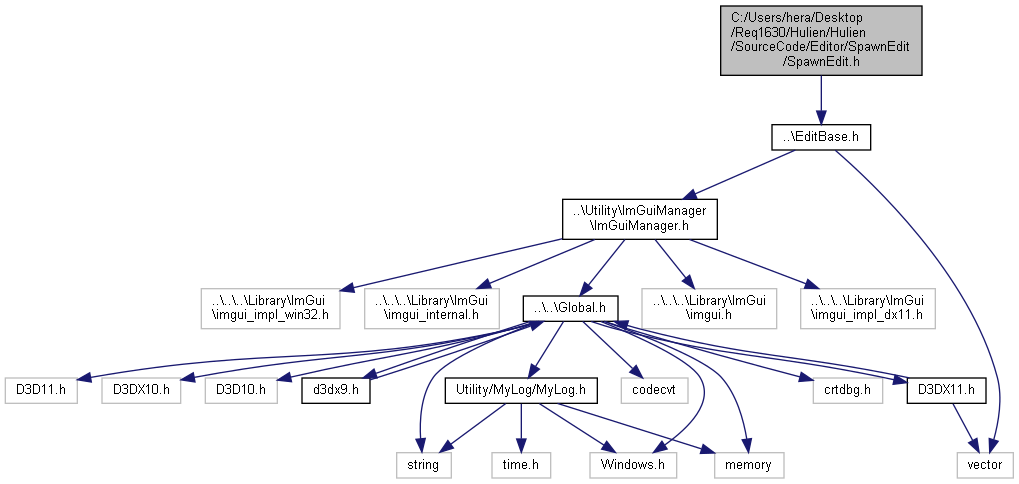 C:/Users/hera/Desktop
/Req1630/Hulien/Hulien
/SourceCode/Editor/SpawnEdit
/SpawnEdit.h
..\EditBase.h
..\Utility\ImGuiManager
\ImGuiManager.h
..\..\..\Library\ImGui
\imgui_impl_win32.h
..\..\..\Library\ImGui
\imgui_internal.h
..\..\Global.h
..\..\..\Library\ImGui
\imgui.h
..\..\..\Library\ImGui
\imgui_impl_dx11.h
D3D11.h
D3DX10.h
D3D10.h
d3dx9.h
Utility/MyLog/MyLog.h
codecvt
crtdbg.h
D3DX11.h
string
time.h
Windows.h
memory
vector